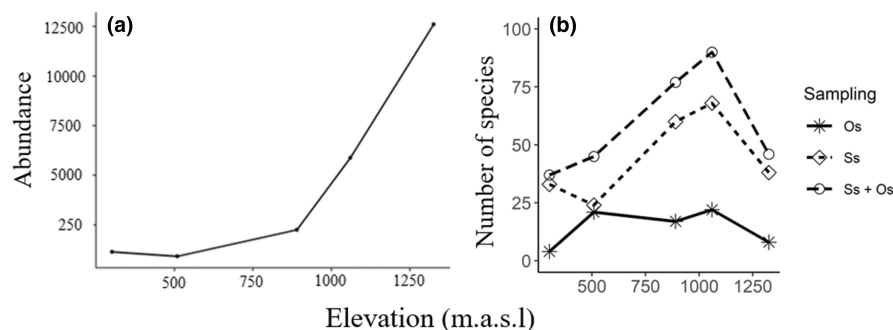 (a)
Abundance
12500
10000
7500
5000
250
500
750
1000
1250
(b)
Number of species
100
75
50
25
0
500
750
1000
1250
Sampling
Os
Ss
Ss + Os
Elevation (m.a.s.l)